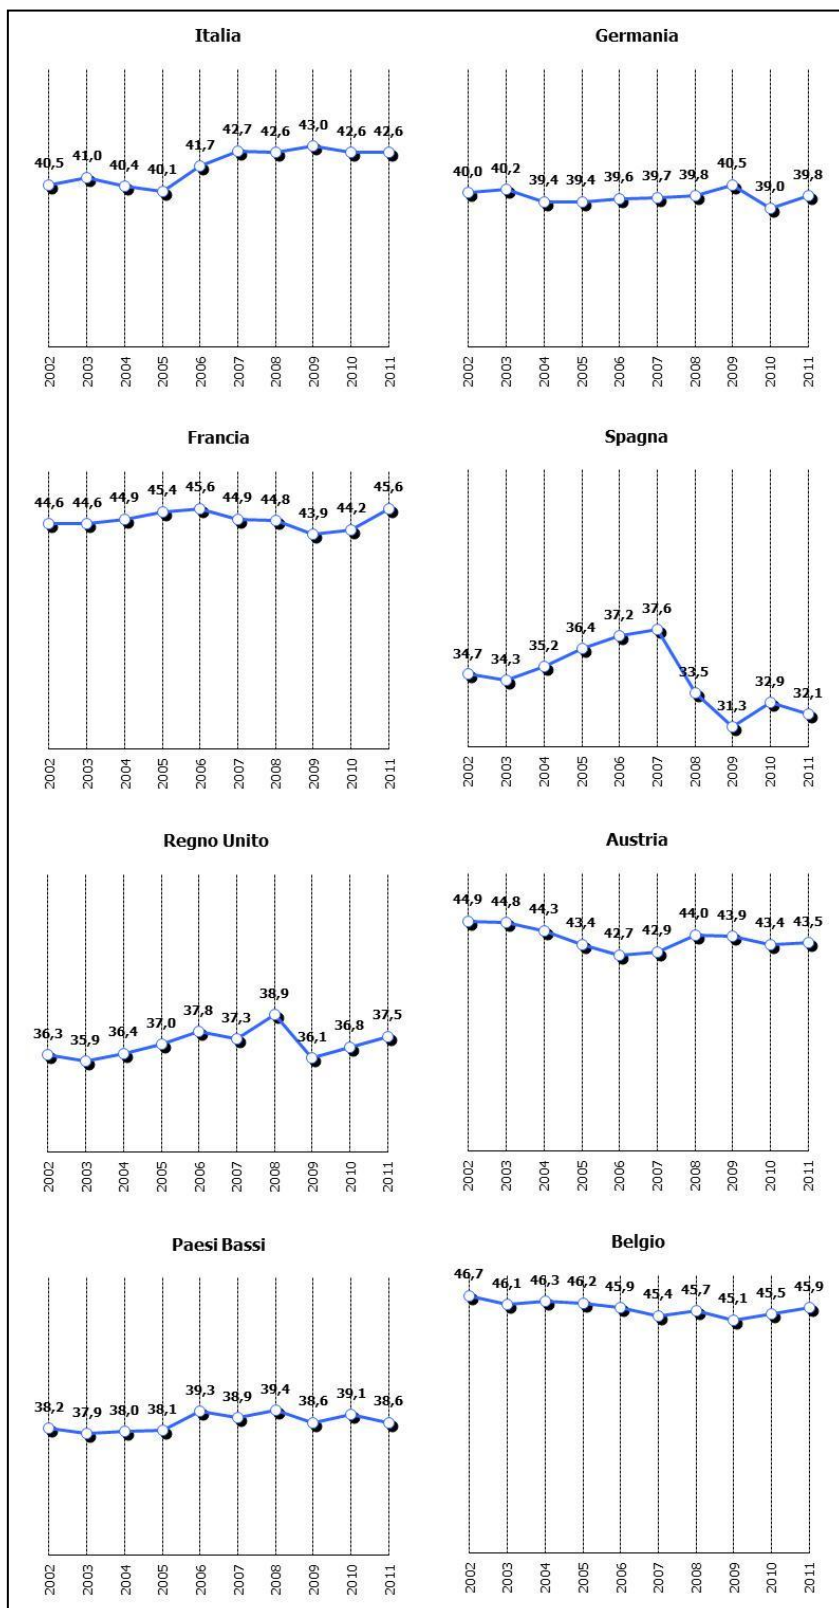 Italia
40,5 41,0 40,4 40,1 41,7 42,7 42,6 43,0 42,6 42,6
2002 2003 2004 2005 2006 2007 2008 2009 2010 2011
Germania
40,0 40,2 39,4 39,4 39,6 39,7 39,8 40,5 39,0 39,8
2002 2003 2004 2005 2006 2007 2008 2009 2010 2011
Francia
44,6 44,6 44,9 45,4 45,6 44,9 44,8 43,9 44,2 45,6
2002 2003 2004 2005 2006 2007 2008 2009 2010 2011
Spagna
34,7 34,3 35,2 36,4 37,2 37,6 33,5 31,3 32,9 32,1
2002 2003 2004 2005 2006 2007 2008 2009 2010 2011
Regno Unito
36,3 35,9 36,4 37,0 37,8 37,3 38,9 36,1 36,8 37,5
2002 2003 2004 2005 2006 2007 2008 2009 2010 2011
Austria
44,9 44,8 44,3 43,4 42,7 42,9 44,0 43,9 43,4 43,5
2002 2003 2004 2005 2006 2007 2008 2009 2010 2011
Paesi Bassi
38,2 37,9 38,0 38,1 39,3 38,9 39,4 38,6 39,1 38,6
2002 2003 2004 2005 2006 2007 2008 2009 2010 2011
Belgio
46,7 46,1 46,3 46,2 45,9 45,4 45,7 45,1 45,5 45,9
2002 2003 2004 2005 2006 2007 2008 2009 2010 2011